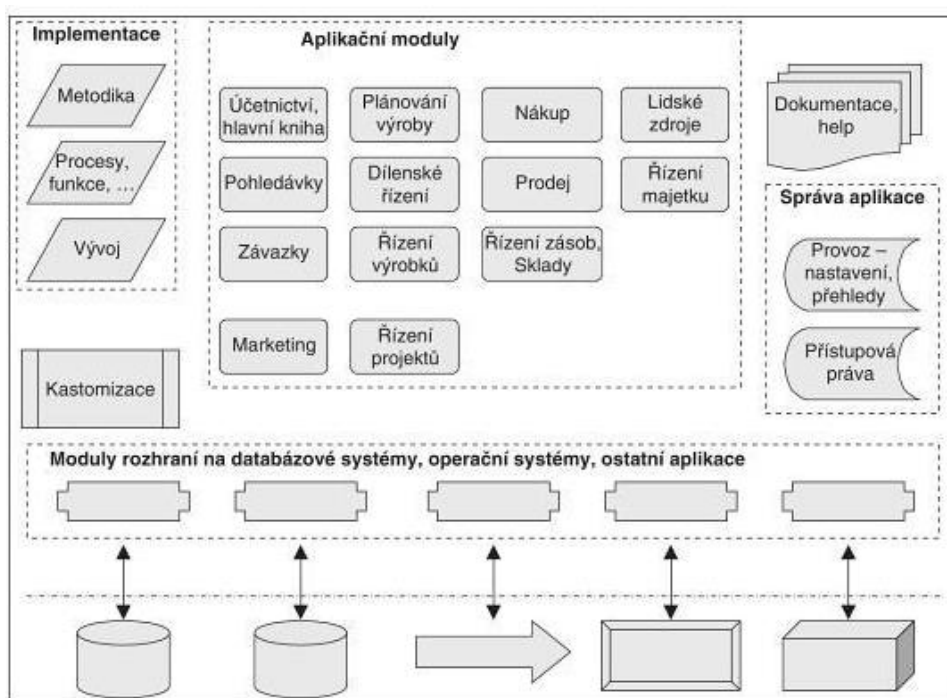 Implementace
Metodika
Procesy,
funkce, ...
Vývoj
Kastomizace
Aplikační moduly
Účetnictví,
hlavní kniha
Plánování
výroby
Nákup
Lidské
zdroje
Pohledávky
Dílenské
řízení
Prodej
Řízení
majetku
Závazky
Řízení
výrobků
Řízení zásob,
Sklady
Marketing
Řízení
projektů
Dokumentace,
help
Správa aplikace
Provoz –
nastavení,
přehledy
Přístupová
práva
Moduly rozhraní na databázové systémy, operační systémy, ostatní aplikace